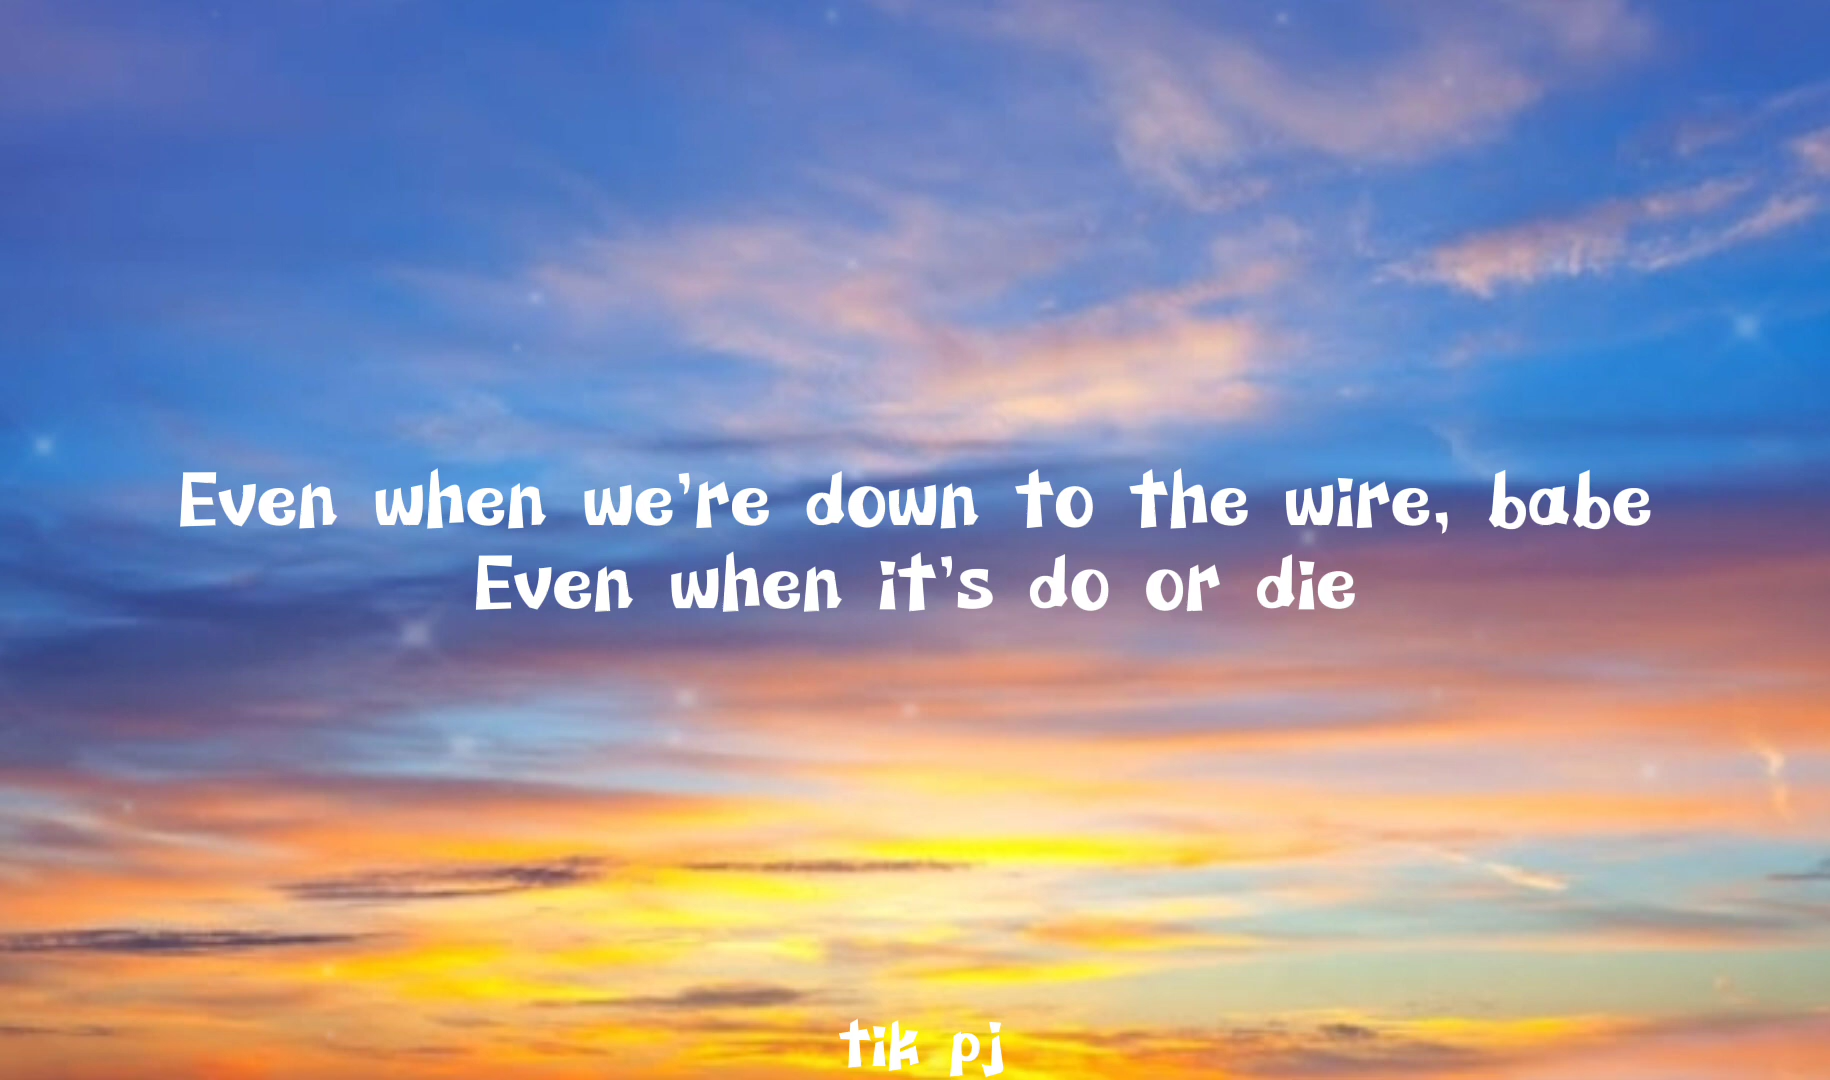 Even when we're down to the wire, babe
Even when it's do or die
tik pj